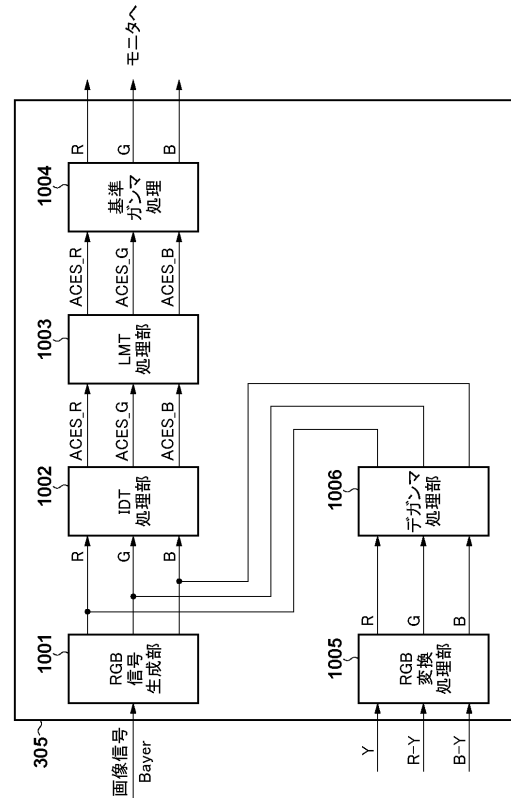 305
画像信号
Bayer
1001
RGB
信号
生成部
R
G
B
1002
IDT
処理部
ACES_R
ACES_G
ACES_B
1003
LMT
処理部
ACES_R
ACES_G
ACES_B
1004
基準
ガンマ
処理
R
G
B
モニタへ
Y
R-Y
B-Y
1005
RGB
変換
処理部
R
G
B
1006
デガンマ
処理部